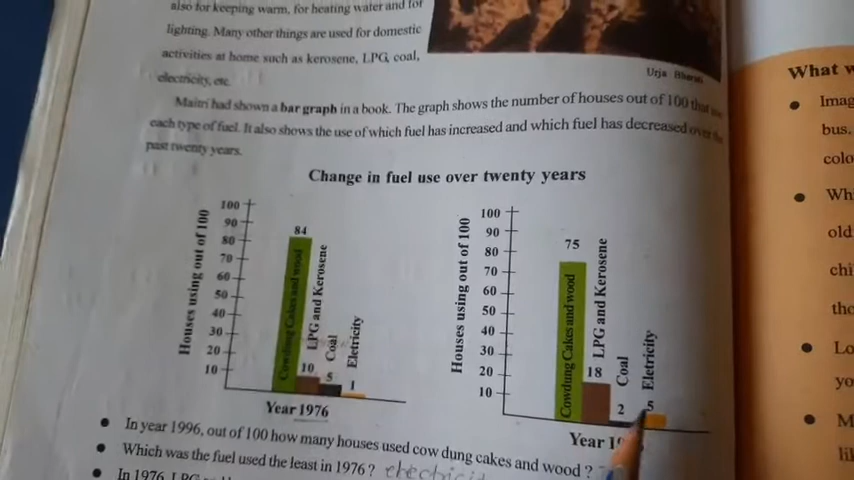 also for keeping warm, for heating water and for
lighting. Many other things are used for domestic
activities at home such as kerosene, LPG, coal,
electricity, etc.
Urja Bhavan
Maitri had shown a bar graph in a book. The graph shows the number of houses out of 100 that
each type of fuel. It also shows the use of which fuel has increased and which fuel has decreased over the
past twenty years.
Change in fuel use over twenty years
Houses using out of 100
100
90
80
70
60
50
40
30
20
10
84
Cowdung Cakes and wood
10
LPG and Kerosene
5
Coal
1
Eletricity
Year 1976
Houses using out of 100
100
90
80
70
60
50
40
30
20
10
75
Cowdung Cakes and wood
18
LPG and Kerosene
2
Coal
5
Eletricity
Year
In year 1996, out of 100 how many houses used cow dung cakes and wood?
Which was the fuel used the least in 1976?
In 1976, LPG
What
Imag
bus,
colo
Wh
old
chi
tho
Lo
yo
M
lik